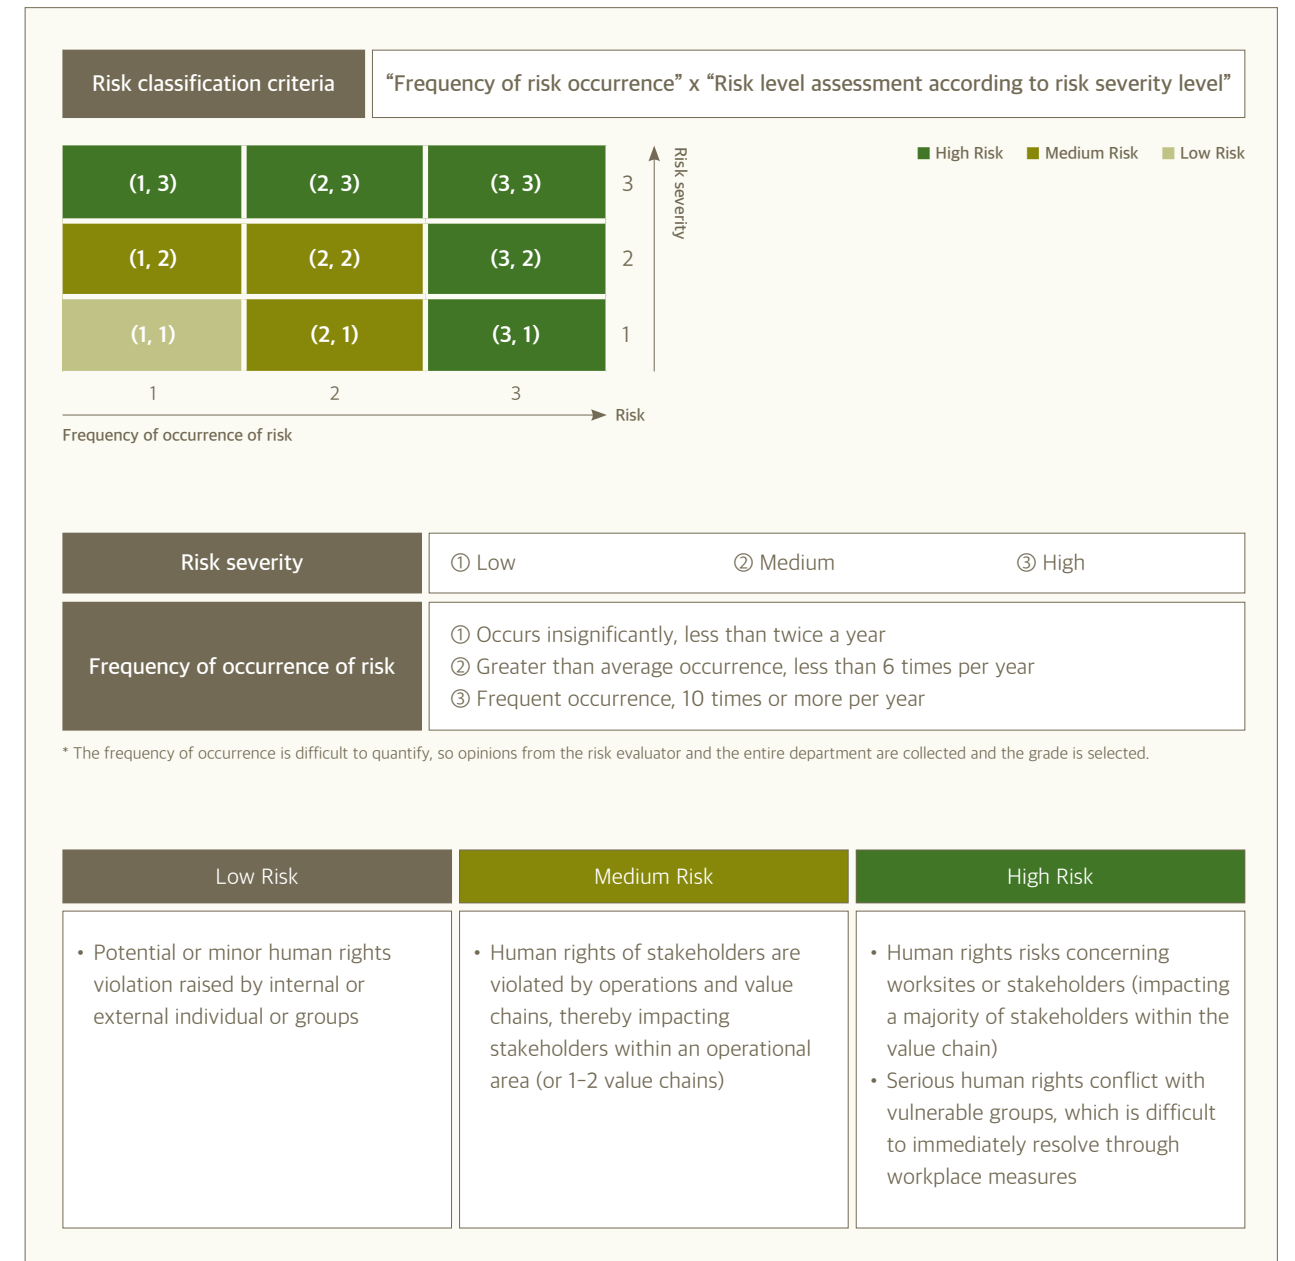 Risk classification criteria
“Frequency of risk occurrence” x “Risk level assessment according to risk severity level”
High Risk
Medium Risk
Low Risk
(1, 3)
(2, 3)
(3, 3)
3
(1, 2)
(2, 2)
(3, 2)
2
(1, 1)
(2, 1)
(3, 1)
1
Risk severity
1
2
3
Risk
Frequency of occurrence of risk
Risk severity
① Low
② Medium
③ High
Frequency of occurrence of risk
① Occurs insignificantly, less than twice a year
② Greater than average occurrence, less than 6 times per year
③ Frequent occurrence, 10 times or more per year
* The frequency of occurrence is difficult to quantify, so opinions from the risk evaluator and the entire department are collected and the grade is selected.
Low Risk
• Potential or minor human rights
violation raised by internal or
external individual or groups
Medium Risk
• Human rights of stakeholders are
violated by operations and value
chains, thereby impacting
stakeholders within an operational
area (or 1-2 value chains)
High Risk
• Human rights risks concerning
worksites or stakeholders (impacting
a majority of stakeholders within the
value chain)
• Serious human rights conflict with
vulnerable groups, which is difficult
to immediately resolve through
workplace measures